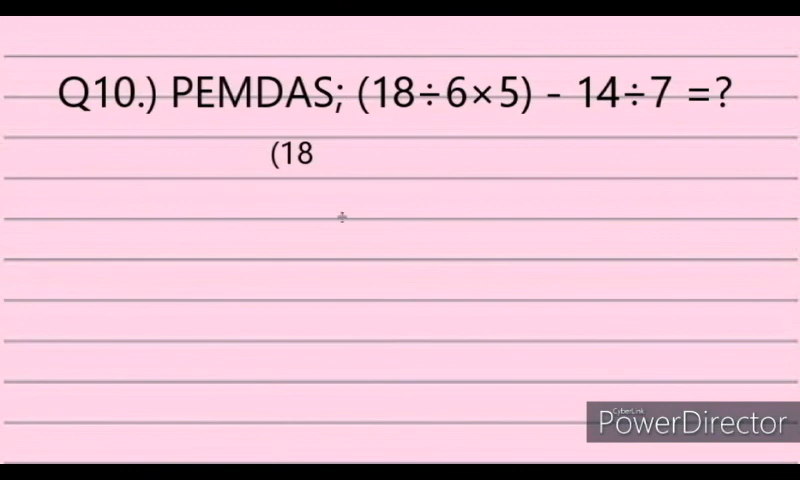 Q10.) PEMDAS; (18÷6×5) - 14÷7 =?
(18
÷
CyberLink
PowerDirector